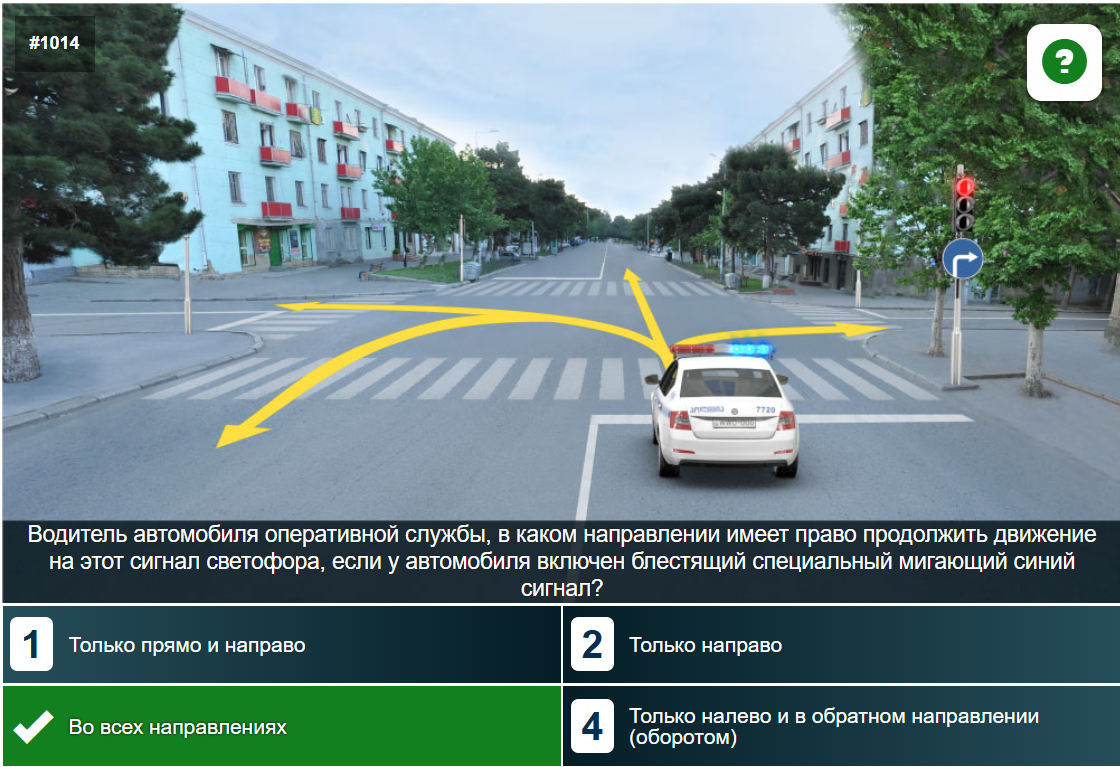 #1014
?
7720
Водитель автомобиля оперативной службы, в каком направлении имеет право продолжить движение
на этот сигнал светофора, если у автомобиля включен блестящий специальный мигающий синий
сигнал?
1 Только прямо и направо
2 Только направо
Во всех направлениях
4 Только налево и в обратном направлении
(оборотом)